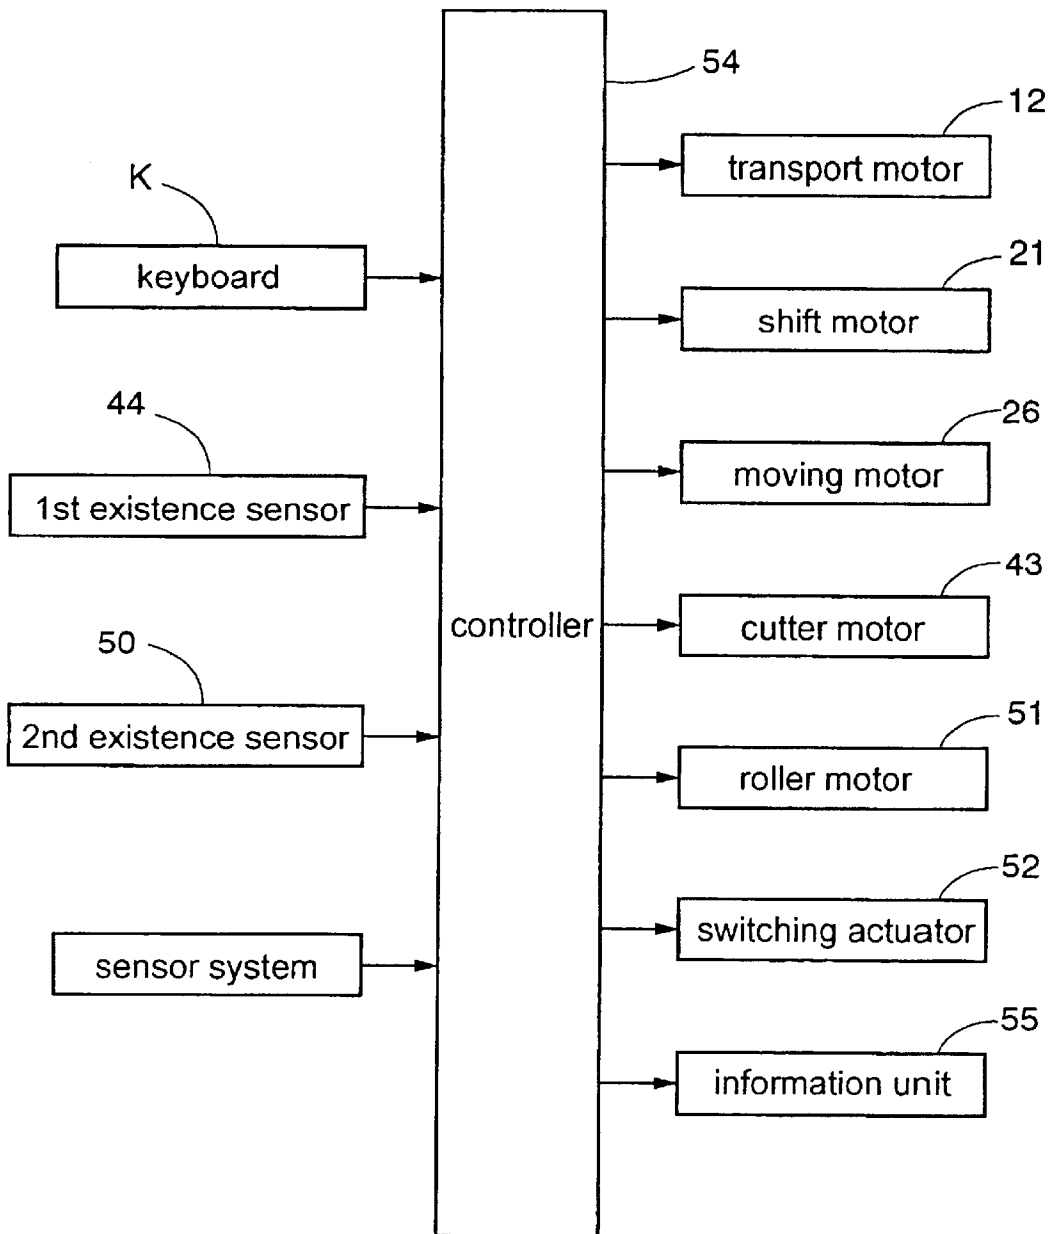 54
12
transport motor
K
keyboard
21
shift motor
44
1st existence sensor
26
moving motor
controller
43
cutter motor
50
2nd existence sensor
51
roller motor
52
switching actuator
sensor system
55
information unit